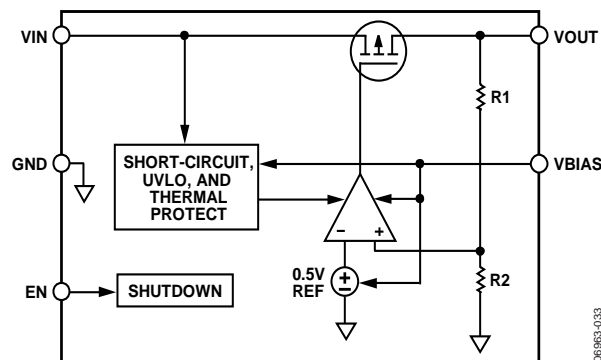 VIN
VOUT
R1
GND
SHORT-CIRCUIT,
UVLO, AND
THERMAL
PROTECT
VBIAS
− +
0.5V
REF
+
−
R2
EN
SHUTDOWN
06963-033